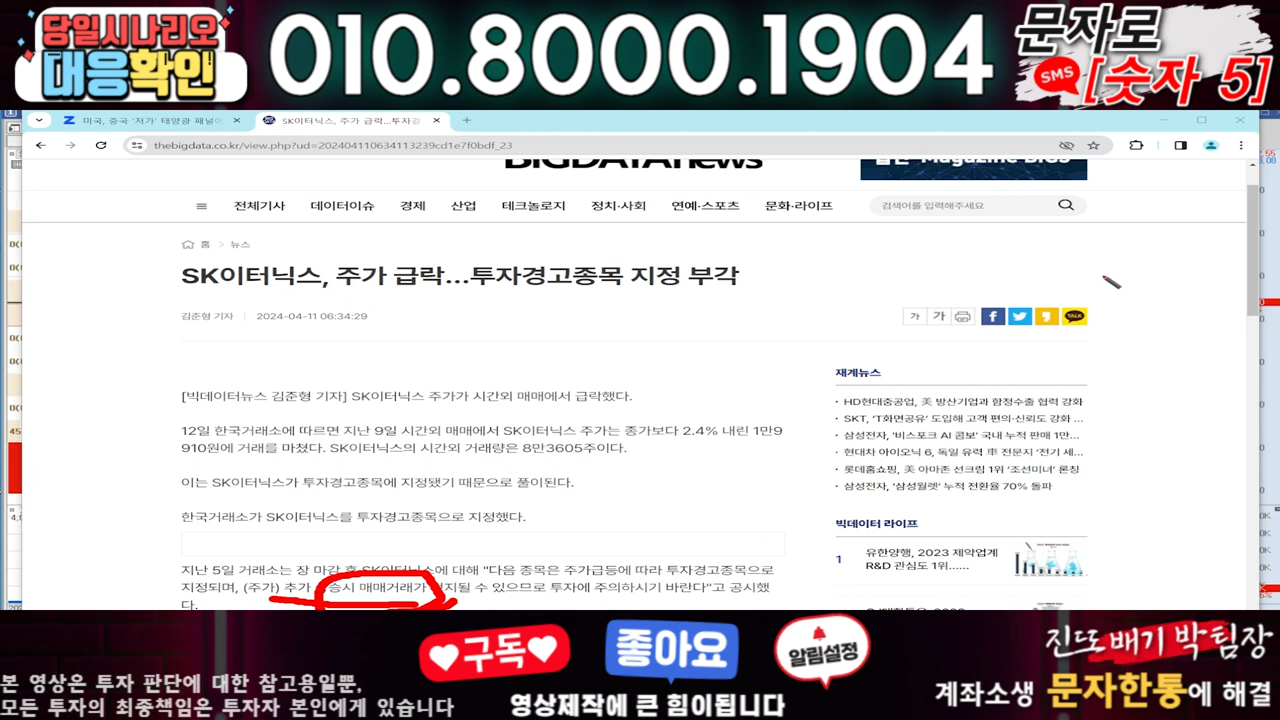 당일시나리오
대응확인
010.8000.1904
문자로
SMS
[숫자 5]
미국, 중국 '저가' 태양광 패널이
SK이터닉스, 주가 급락...투자경
thebigdata.co.kr/view.php?ud=202404110634113239cd1e7f0bdf_23
BIGDATAnews
전체기사 데이터이슈 경제 산업 테크놀로지 정치·사회 연예·스포츠 문화·라이프
검색어를 입력해주세요
홈 > 뉴스
SK이터닉스, 주가 급락...투자경고종목 지정 부각
김준형 기자 2024-04-11 06:34:29
가 가
TALK
[빅데이터뉴스 김준형 기자] SK이터닉스 주가가 시간외 매매에서 급락했다.
12일 한국거래소에 따르면 지난 9일 시간외 매매에서 SK이터닉스 주가는 종가보다 2.4% 내린 1만9
910원에 거래를 마쳤다. SK이터닉스의 시간외 거래량은 8만3605주이다.
이는 SK이터닉스가 투자경고종목에 지정됐기 때문으로 풀이된다.
한국거래소가 SK이터닉스를 투자경고종목으로 지정했다.
지난 5일 거래소는 장 마감 후 SK이터닉스에 대해 "다음 종목은 주가급등에 따라 투자경고종목으로
지정되며, (주가) 추가 상승시 매매거래가 정지될 수 있으므로 투자에 주의하시기 바란다"고 공시했
다.
재계뉴스
· HD현대중공업, 美 방산기업과 함정수출 협력 강화
· SKT, 'T화면공유' 도입해 고객 편의·신뢰도 강화 ...
· 삼성전자, '비스포크 AI 콤보' 국내 누적 판매 1만...
· 현대차 아이오닉 6, 독일 유력 車 전문지 '전기 세...
· 롯데홈쇼핑, 美 아마존 선크림 1위 '조선미녀' 론칭
· 삼성전자, '삼성월렛' 누적 전환율 70% 돌파
빅데이터 라이프
1 유한양행, 2023 제약업계
R&D 관심도 1위......
구독
좋아요
알림설정
영상제작에 큰 힘이됩니다
본 영상은 투자 판단에 대한 참고용일뿐,
모든 투자의 최종책임은 투자자 본인에게 있습니다
진또배기 박팀장
계좌소생 문자한통에 해결